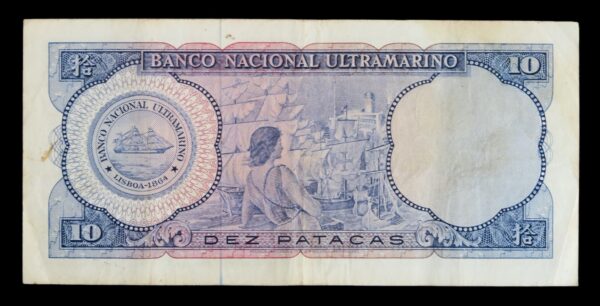 拾 BANCO NACIONAL ULTRAMARINO 10
BANCO NACIONAL ULTRAMARINO
LISBOA-1864
10 DEZ PATACAS 拾